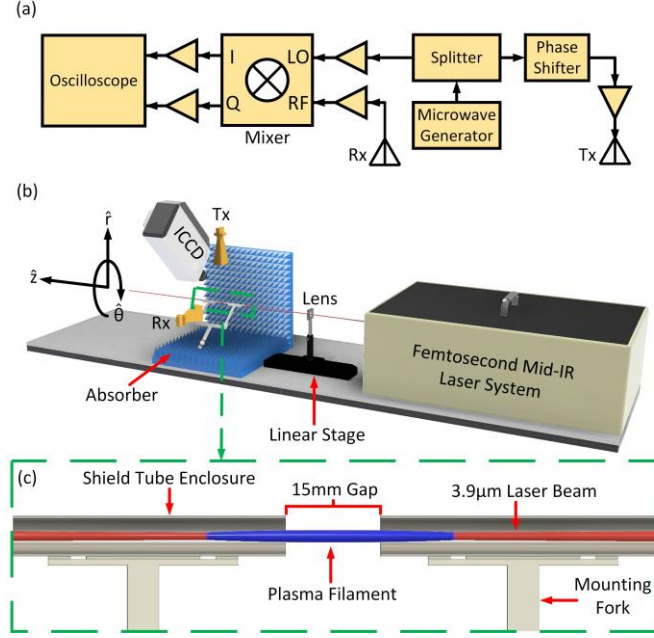 (a)
Oscilloscope
I
Q
LO
RF
Mixer
Rx
Splitter
Microwave
Generator
Phase
Shifter
Tx
(b)
r̂
ẑ
θ̂
ICCD
Tx
Rx
Lens
Absorber
Linear Stage
Femtosecond Mid-IR
Laser System
(c)
Shield Tube Enclosure
15mm Gap
3.9μm Laser Beam
Plasma Filament
Mounting
Fork